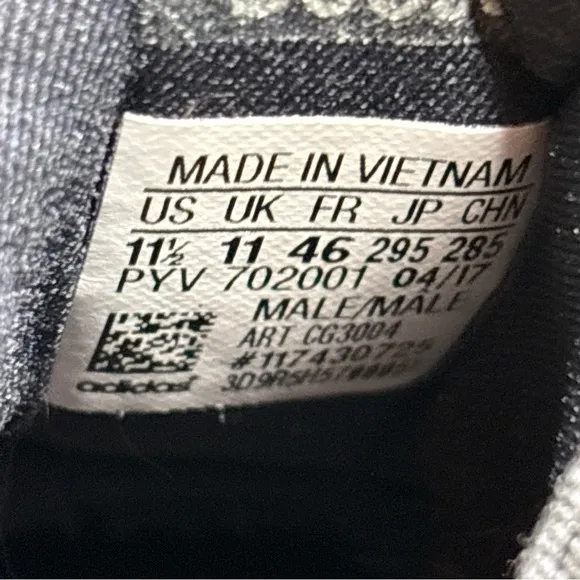 MADE IN VIETNAM
US UK FR JP CHN
11½ 11 46 295 285
PYV 702001 04/17
MALE/MALE
ART CG3004
#117430725
adidas